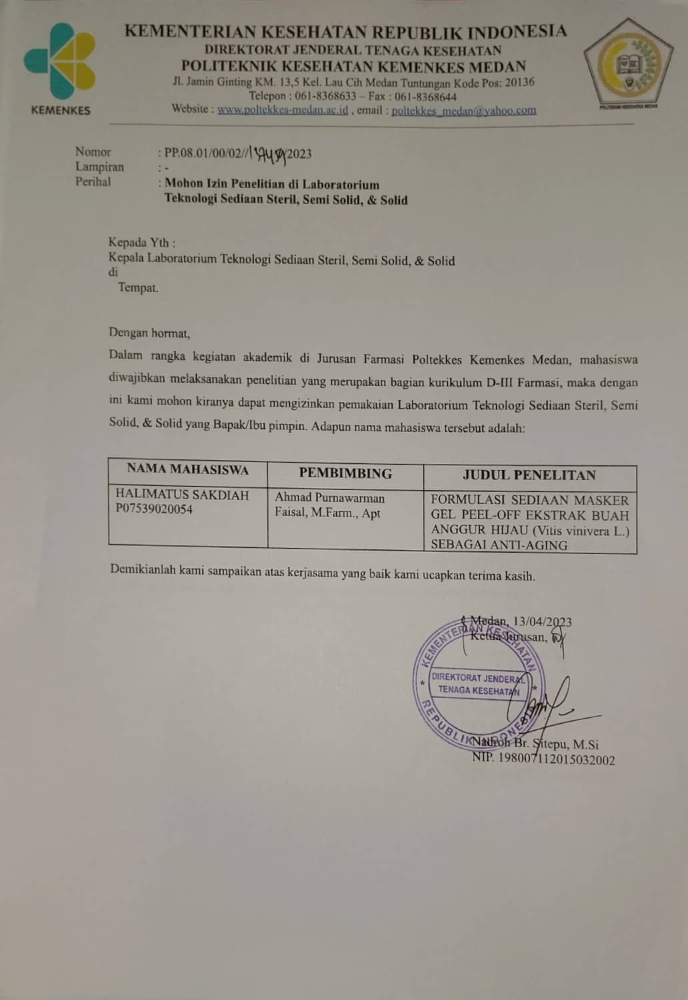 KEMENTERIAN KESEHATAN REPUBLIK INDONESIA
DIREKTORAT JENDERAL TENAGA KESEHATAN
POLITEKNIK KESEHATAN KEMENKES MEDAN
Jl. Jamin Ginting KM. 13,5 Kel. Lau Cih Medan Tuntungan Kode Pos: 20136
Telepon : 061-8368633 – Fax : 061-8368644
Website : www.poltekkes-medan.ac.id , email : poltekkes_medan@yahoo.com
KEMENKES
POLITEKNIK KESEHATAN MEDAN
Nomor : PP.08.01/00/02// /2023
Lampiran : -
Perihal : Mohon Izin Penelitian di Laboratorium
Teknologi Sediaan Steril, Semi Solid, & Solid
Kepada Yth :
Kepala Laboratorium Teknologi Sediaan Steril, Semi Solid, & Solid
di
Tempat.
Dengan hormat,
Dalam rangka kegiatan akademik di Jurusan Farmasi Poltekkes Kemenkes Medan, mahasiswa
diwajibkan melaksanakan penelitian yang merupakan bagian kurikulum D-III Farmasi, maka dengan
ini kami mohon kiranya dapat mengizinkan pemakaian Laboratorium Teknologi Sediaan Steril, Semi
Solid, & Solid yang Bapak/Ibu pimpin. Adapun nama mahasiswa tersebut adalah:
NAMA MAHASISWA PEMBIMBING JUDUL PENELITAN
HALIMATUS SAKDIAH
P07539020054
Ahmad Purnawarman
Faisal, M.Farm., Apt
FORMULASI SEDIAAN MASKER
GEL PEEL-OFF EKSTRAK BUAH
ANGGUR HIJAU (Vitis vinivera L.)
SEBAGAI ANTI-AGING
Demikianlah kami sampaikan atas kerjasama yang baik kami ucapkan terima kasih.
Medan, 13/04/2023
Ketua Jurusan,
KEMENTERIAN KESEHATAN
DIREKTORAT JENDERAL
TENAGA KESEHATAN
REPUBLIK INDONESIA
Nadroh Br. Sitepu, M.Si
NIP. 198007112015032002